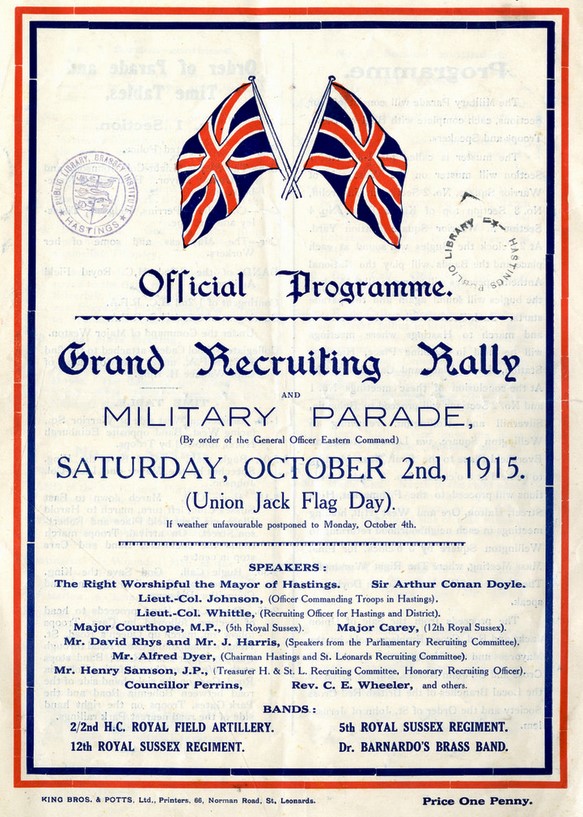 PUBLIC LIBRARY, BRASSEY INSTITUTE,
HASTINGS
HASTINGS PUBLIC LIBRARY
Official Programme.
Grand Recruiting Rally
AND
MILITARY PARADE,
(By order of the General Officer Eastern Command)
SATURDAY, OCTOBER 2nd, 1915.
(Union Jack Flag Day).
If weather unfavourable postponed to Monday, October 4th.
SPEAKERS :
The Right Worshipful the Mayor of Hastings. Sir Arthur Conan Doyle.
Lieut.-Col. Johnson, (Officer Commanding Troops in Hastings).
Lieut.-Col. Whittle, (Recruiting Officer for Hastings and District).
Major Courthope, M.P., (5th Royal Sussex). Major Carey, (12th Royal Sussex).
Mr. David Rhys and Mr. J. Harris, (Speakers from the Parliamentary Recruiting Committee).
Mr. Alfred Dyer, (Chairman Hastings and St. Leonards Recruiting Committee).
Mr. Henry Samson, J.P., (Treasurer H. & St. L. Recruiting Committee, Honorary Recruiting Officer).
Councillor Perrins, Rev. C. E. Wheeler, and others.
BANDS :
2/2nd H.C. ROYAL FIELD ARTILLERY. 5th ROYAL SUSSEX REGIMENT.
12th ROYAL SUSSEX REGIMENT. Dr. BARNARDO'S BRASS BAND.
KING BROS. & POTTS, Ltd., Printers, 66, Norman Road, St, Leonards. Price One Penny.